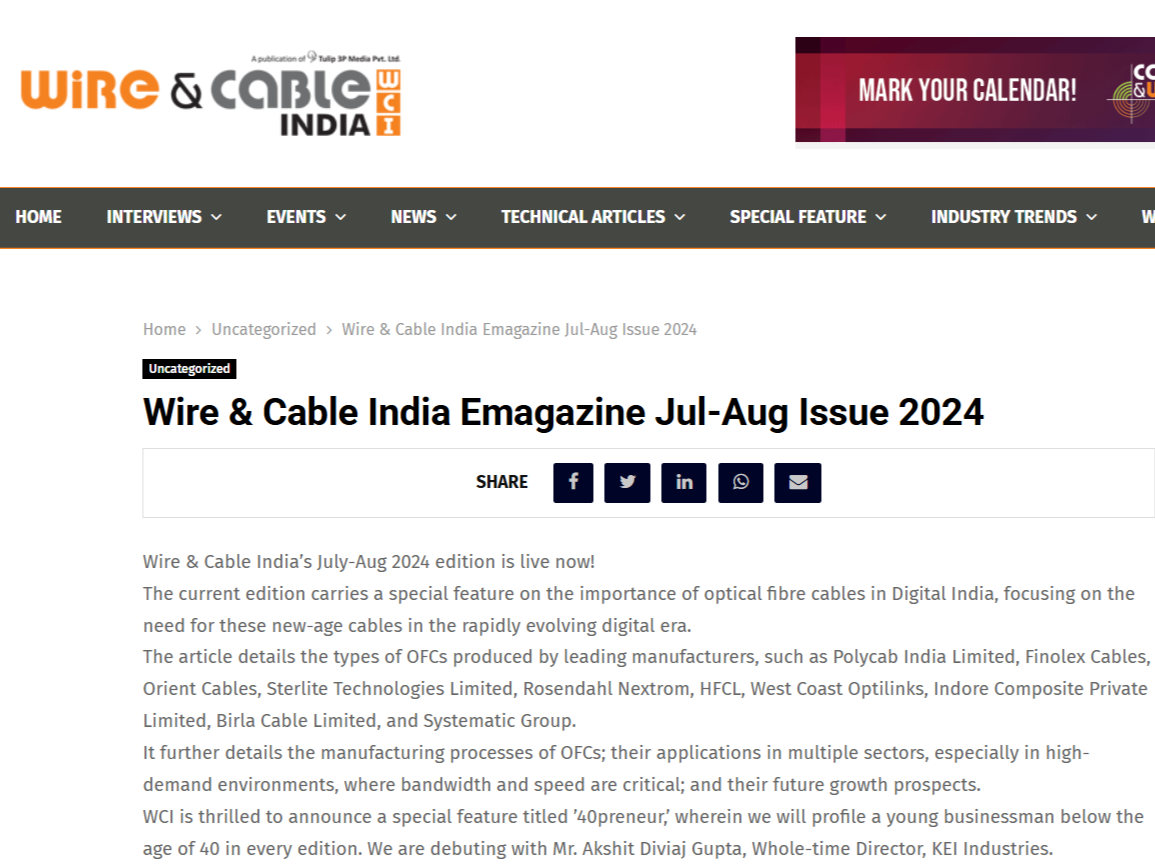 A publication of Tulip 3P Media Pvt. Ltd.
WiRe & CaBLe WCI
INDIA
MARK YOUR CALENDAR!
HOME INTERVIEWS EVENTS NEWS TECHNICAL ARTICLES SPECIAL FEATURE INDUSTRY TRENDS
Home > Uncategorized > Wire & Cable India Emagazine Jul-Aug Issue 2024
Uncategorized
Wire & Cable India Emagazine Jul-Aug Issue 2024
SHARE
Wire & Cable India’s July-Aug 2024 edition is live now!
The current edition carries a special feature on the importance of optical fibre cables in Digital India, focusing on the
need for these new-age cables in the rapidly evolving digital era.
The article details the types of OFCs produced by leading manufacturers, such as Polycab India Limited, Finolex Cables,
Orient Cables, Sterlite Technologies Limited, Rosendahl Nextrom, HFCL, West Coast Optilinks, Indore Composite Private
Limited, Birla Cable Limited, and Systematic Group.
It further details the manufacturing processes of OFCs; their applications in multiple sectors, especially in high-
demand environments, where bandwidth and speed are critical; and their future growth prospects.
WCI is thrilled to announce a special feature titled ’40preneur,’ wherein we will profile a young businessman below the
age of 40 in every edition. We are debuting with Mr. Akshit Diviaj Gupta, Whole-time Director, KEI Industries.